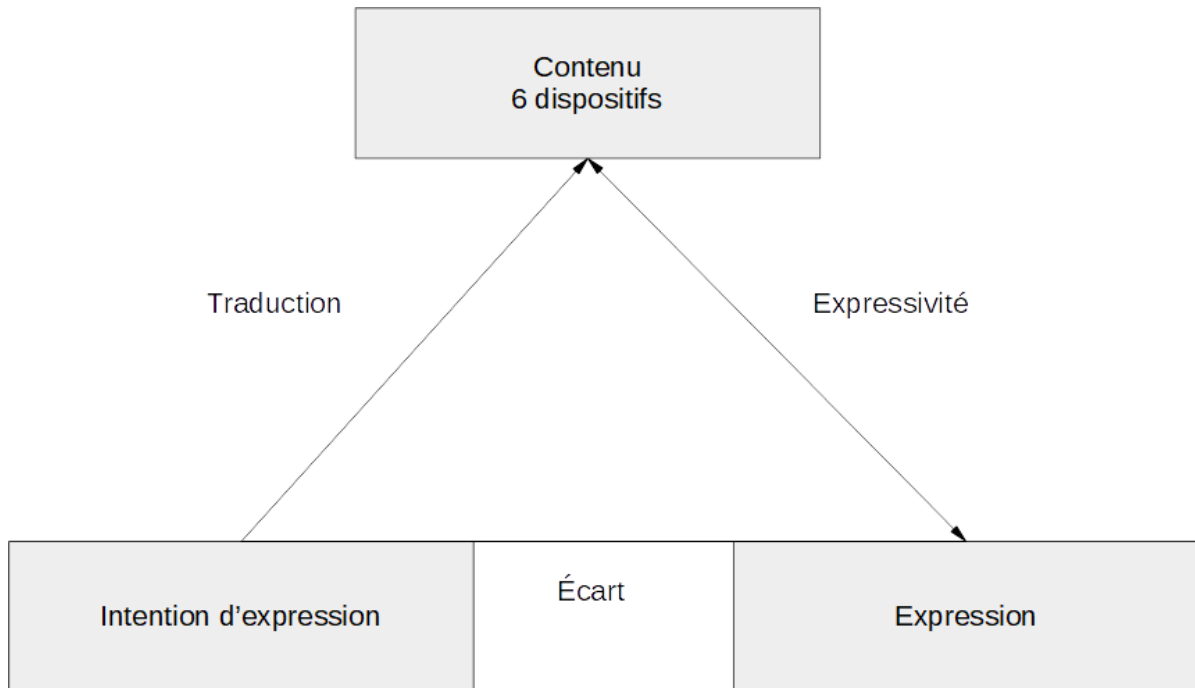 Contenu
6 dispositifs
Traduction
Expressivité
Intention d’expression
Écart
Expression